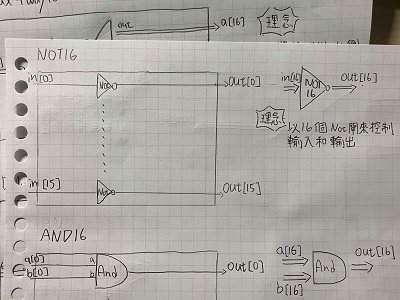 out
a[16]
理念
NOT16
in[0]
Not
out[0]
in[16]
Not
16
out[16]
理念
以16個Not閘來控制
輸入和輸出
in[15]
Not
out[15]
AND16
a[0]
a
b[0]
b
And
out[0]
a[16]
b[16]
And
out[16]